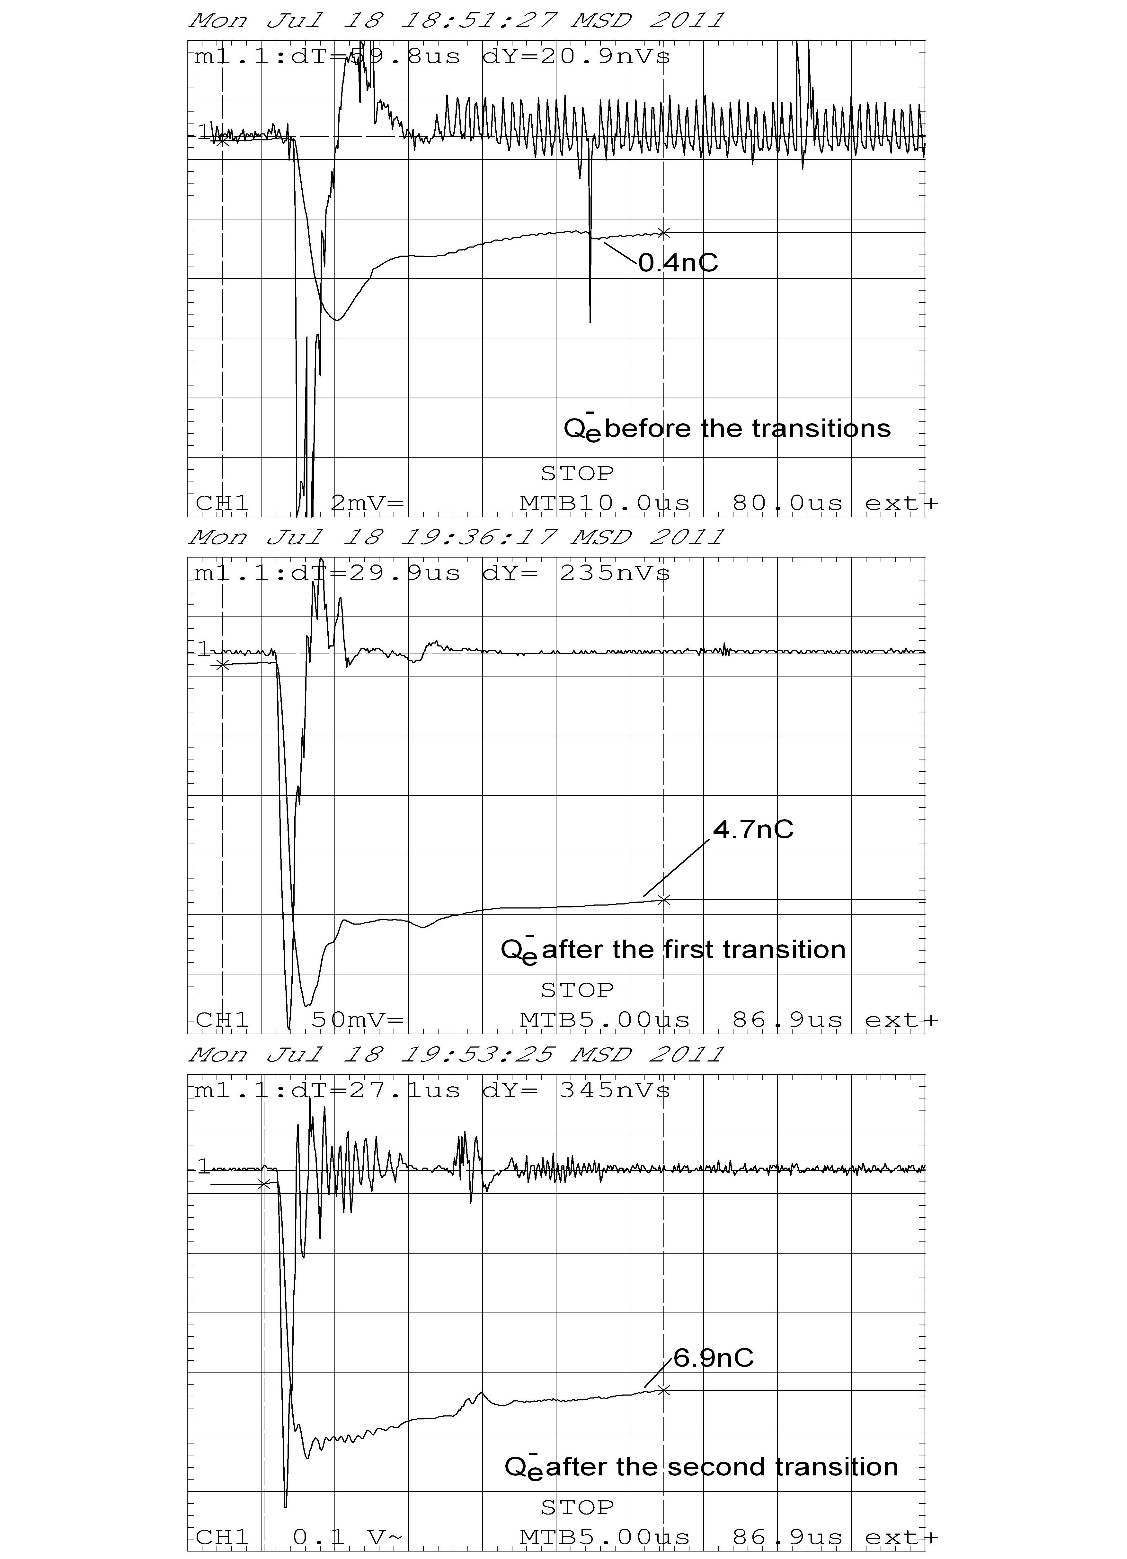 Mon Jul 18 18:51:27 MSD 2011
m1.1:dT=59.8us dY=20.9nVs
1
0.4nC
Qe- before the transitions
STOP
CH1 2mV= MTB10.0us 80.0us ext+
Mon Jul 18 19:36:17 MSD 2011
m1.1:dT=29.9us dY= 235nVs
1
4.7nC
Qe- after the first transition
STOP
CH1 50mV= MTB5.00us 86.9us ext+
Mon Jul 18 19:53:25 MSD 2011
m1.1:dT=27.1us dY= 345nVs
1
6.9nC
Qe- after the second transition
STOP
CH1 0.1 V~ MTB5.00us 86.9us ext+